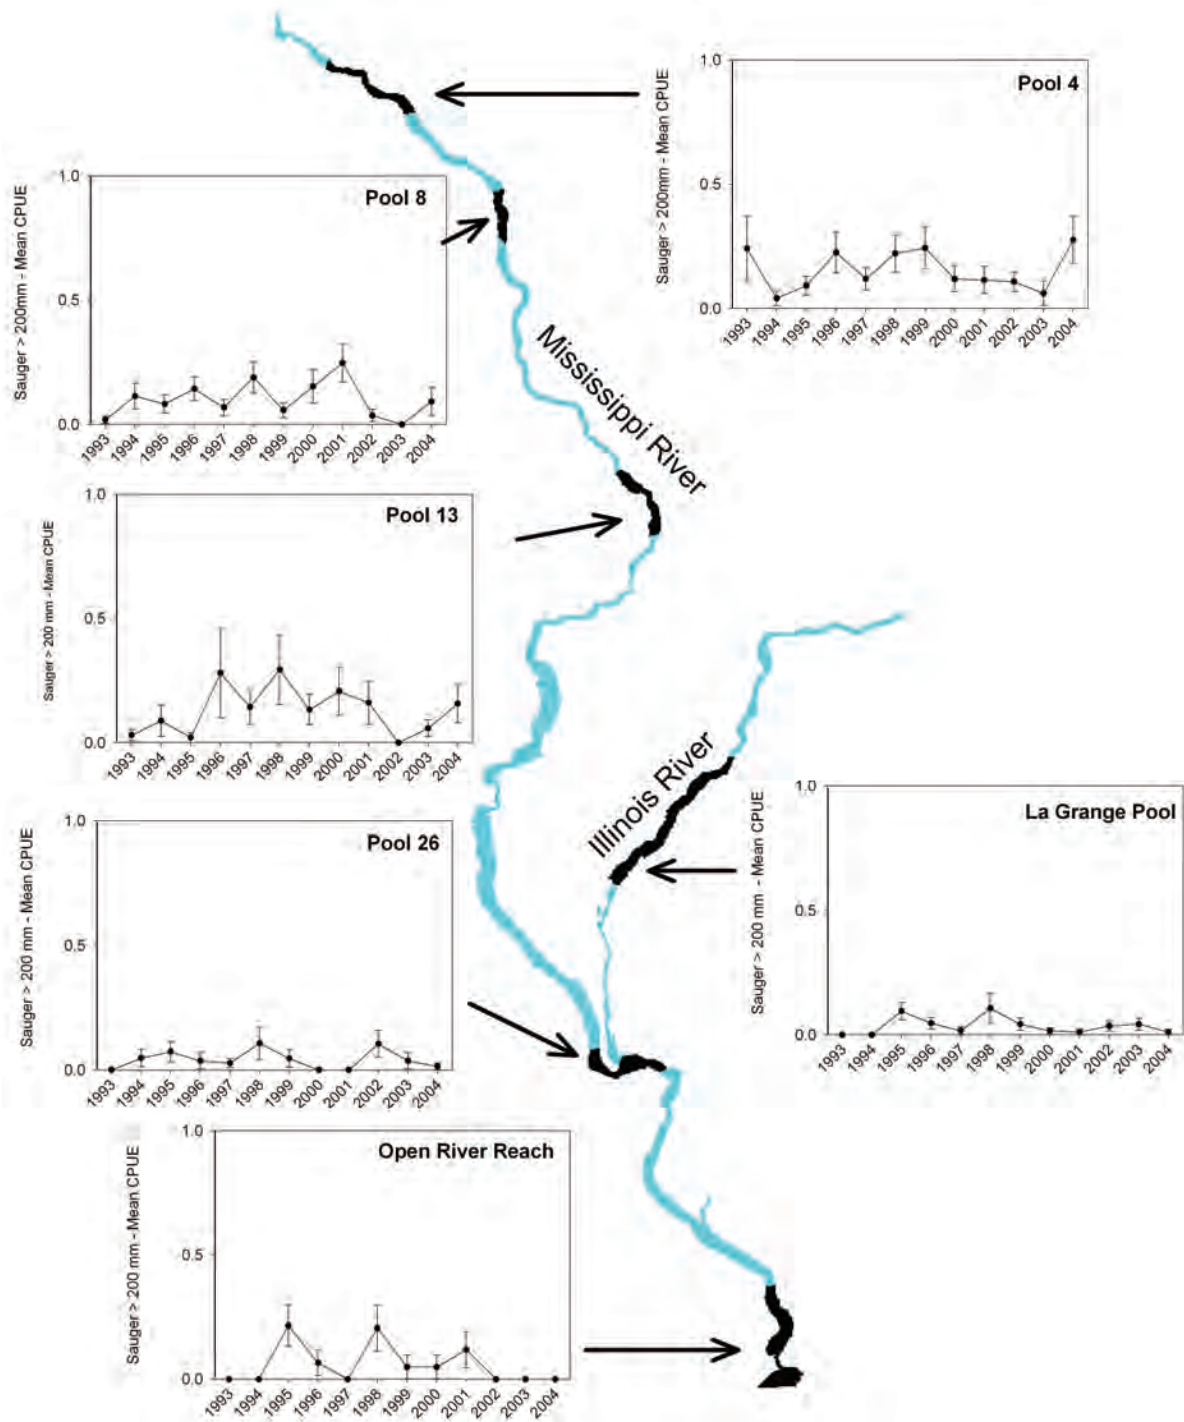 Sauger > 200mm - Mean CPUE
1.0
0.5
0.0
Pool 4
1993 1994 1995 1996 1997 1998 1999 2000 2001 2002 2003 2004
Sauger > 200mm - Mean CPUE
1.0
0.5
0.0
Pool 8
1993 1994 1995 1996 1997 1998 1999 2000 2001 2002 2003 2004
Mississippi River
Sauger > 200 mm - Mean CPUE
1.0
0.5
0.0
Pool 13
1993 1994 1995 1996 1997 1998 1999 2000 2001 2002 2003 2004
Illinois River
Sauger > 200 mm - Mean CPUE
1.0
0.5
0.0
La Grange Pool
1993 1994 1995 1996 1997 1998 1999 2000 2001 2002 2003 2004
Sauger > 200 mm - Mean CPUE
1.0
0.5
0.0
Pool 26
1993 1994 1995 1996 1997 1998 1999 2000 2001 2002 2003 2004
Sauger > 200 mm - Mean CPUE
1.0
0.5
0.0
Open River Reach
1993 1994 1995 1996 1997 1998 1999 2000 2001 2002 2003 2004